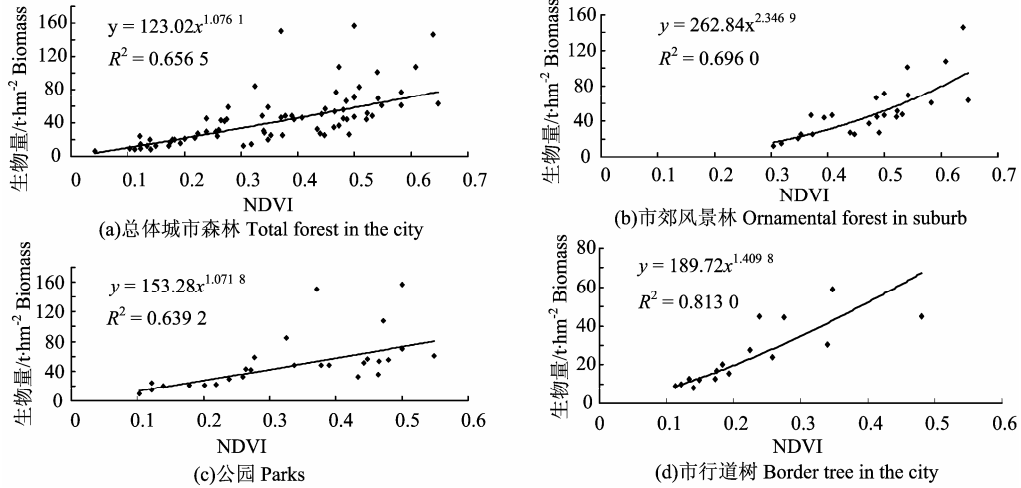 生物量/t·hm⁻² Biomass
160
120
80
40
0
y = 123.02x^1.076 1
R² = 0.656 5
0 0.1 0.2 0.3 0.4 0.5 0.6 0.7
NDVI
(a)总体城市森林 Total forest in the city
生物量/t·hm⁻² Biomass
160
120
80
40
0
y = 262.84x^2.346 9
R² = 0.696 0
0 0.1 0.2 0.3 0.4 0.5 0.6 0.7
NDVI
(b)市郊风景林 Ornamental forest in suburb
生物量/t·hm⁻² Biomass
160
120
80
40
0
y = 153.28x^1.071 8
R² = 0.639 2
0 0.1 0.2 0.3 0.4 0.5 0.6
NDVI
(c)公园 Parks
生物量/t·hm⁻² Biomass
80
60
40
20
0
y = 189.72x^1.409 8
R² = 0.813 0
0 0.1 0.2 0.3 0.4 0.5 0.6
NDVI
(d)市行道树 Border tree in the city